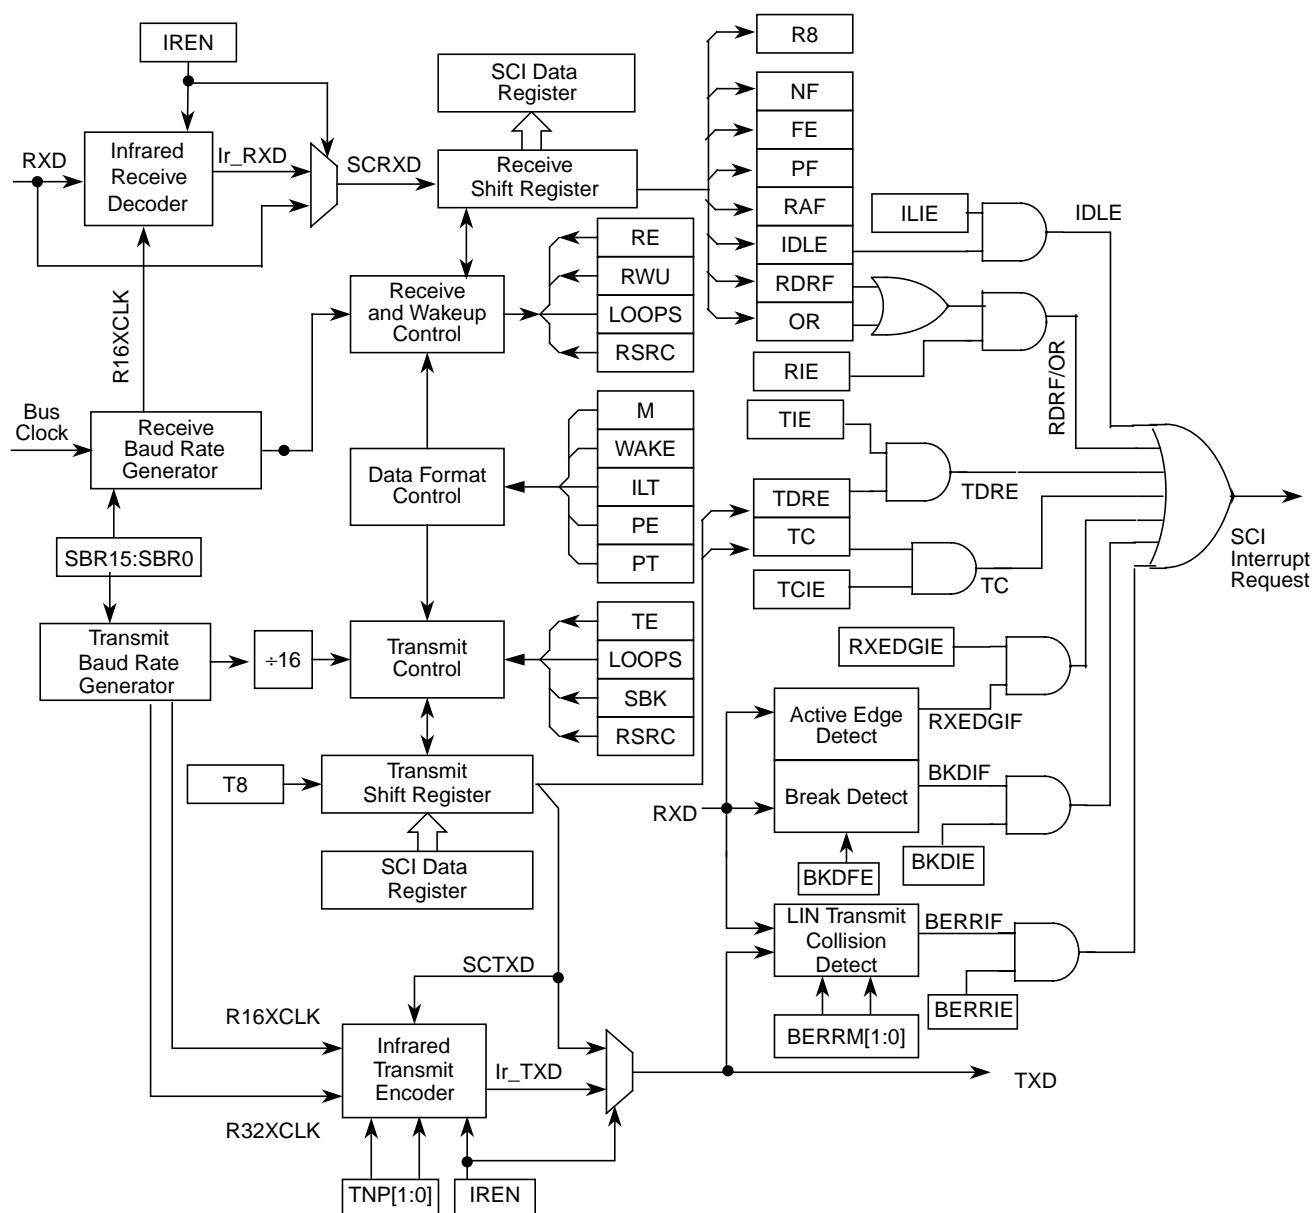 IREN
SCI Data
Register
R8
NF
FE
PF
RAF
IDLE
RDRF
OR
RXD
Infrared
Receive
Decoder
Ir_RXD
SCRXD
Receive
Shift Register
ILIE
IDLE
RIE
RDRF/OR
R16XCLK
Receive
and Wakeup
Control
RE
RWU
LOOPS
RSRC
Bus
Clock
Receive
Baud Rate
Generator
Data Format
Control
M
WAKE
ILT
PE
PT
TIE
TDRE
TC
TCIE
TDRE
TC
SCI
Interrupt
Request
SBR15:SBR0
Transmit
Baud Rate
Generator
÷16
Transmit
Control
TE
LOOPS
SBK
RSRC
RXEDGIE
Active Edge
Detect
RXEDGIF
Break Detect
BKDIF
RXD
BKDIE
BKDFE
T8
Transmit
Shift Register
SCI Data
Register
LIN Transmit
Collision
Detect
BERRIF
BERRIE
BERRM[1:0]
SCTXD
R16XCLK
Infrared
Transmit
Encoder
Ir_TXD
R32XCLK
TXD
TNP[1:0]
IREN